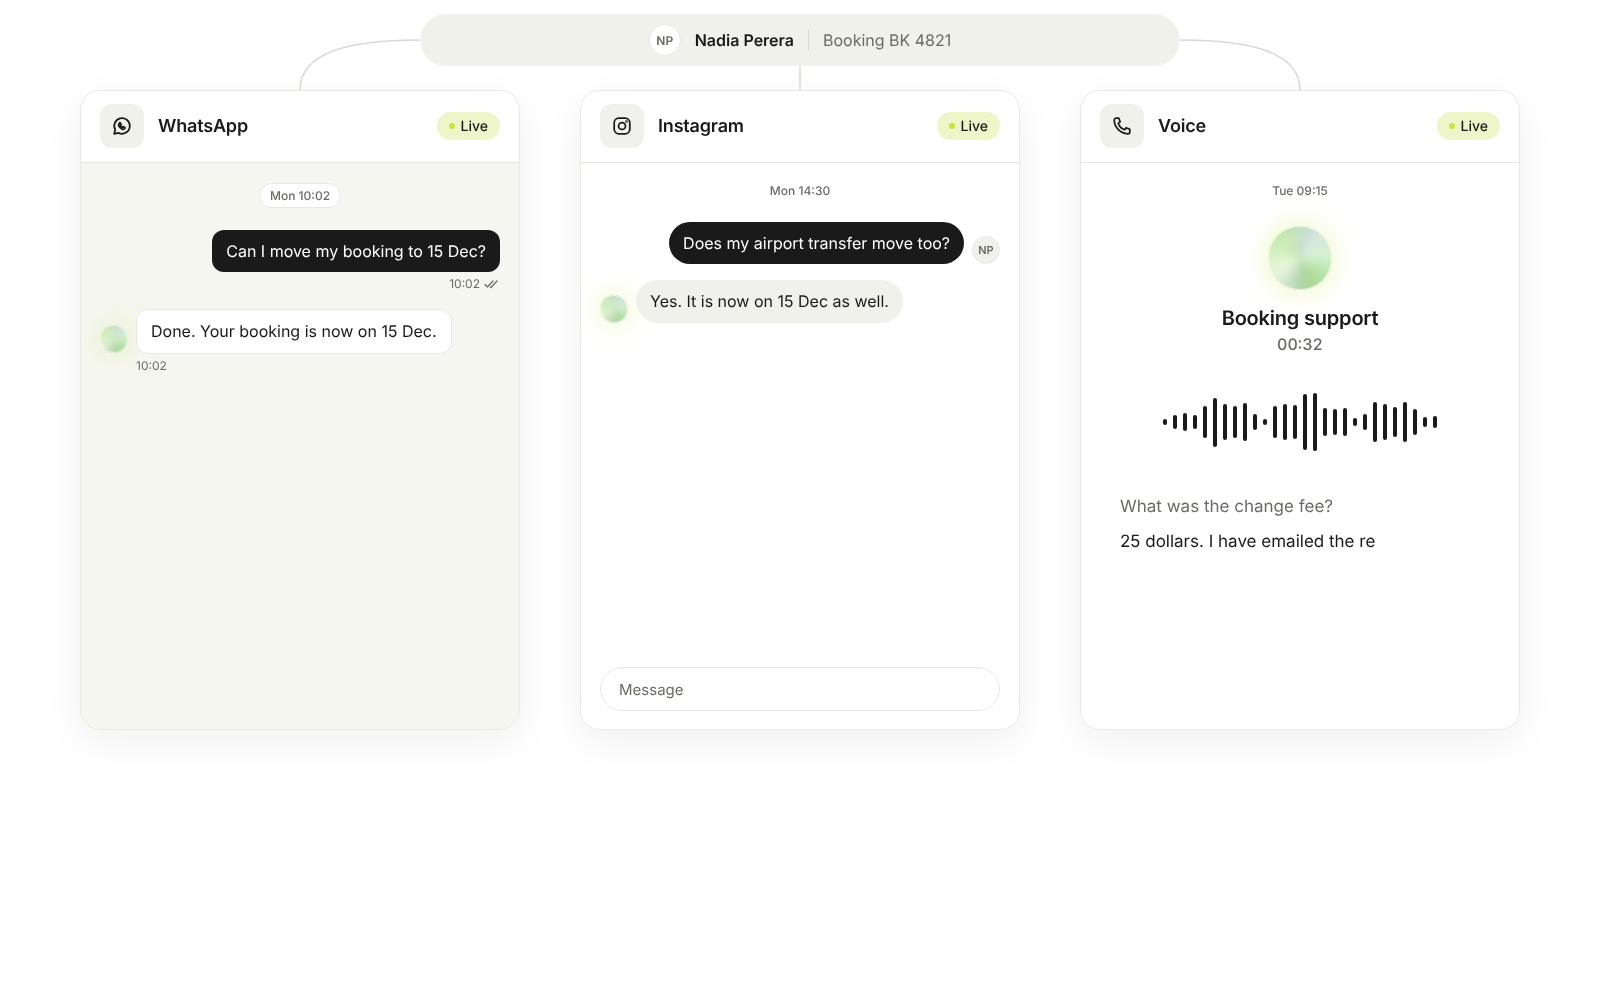 NP Nadia Perera Booking BK 4821
WhatsApp Live
Mon 10:02
Can I move my booking to 15 Dec?
10:02
Done. Your booking is now on 15 Dec.
10:02
Instagram Live
Mon 14:30
Does my airport transfer move too? NP
Yes. It is now on 15 Dec as well.
Message
Voice Live
Tue 09:15
Booking support
00:32
What was the change fee?
25 dollars. I have emailed the re